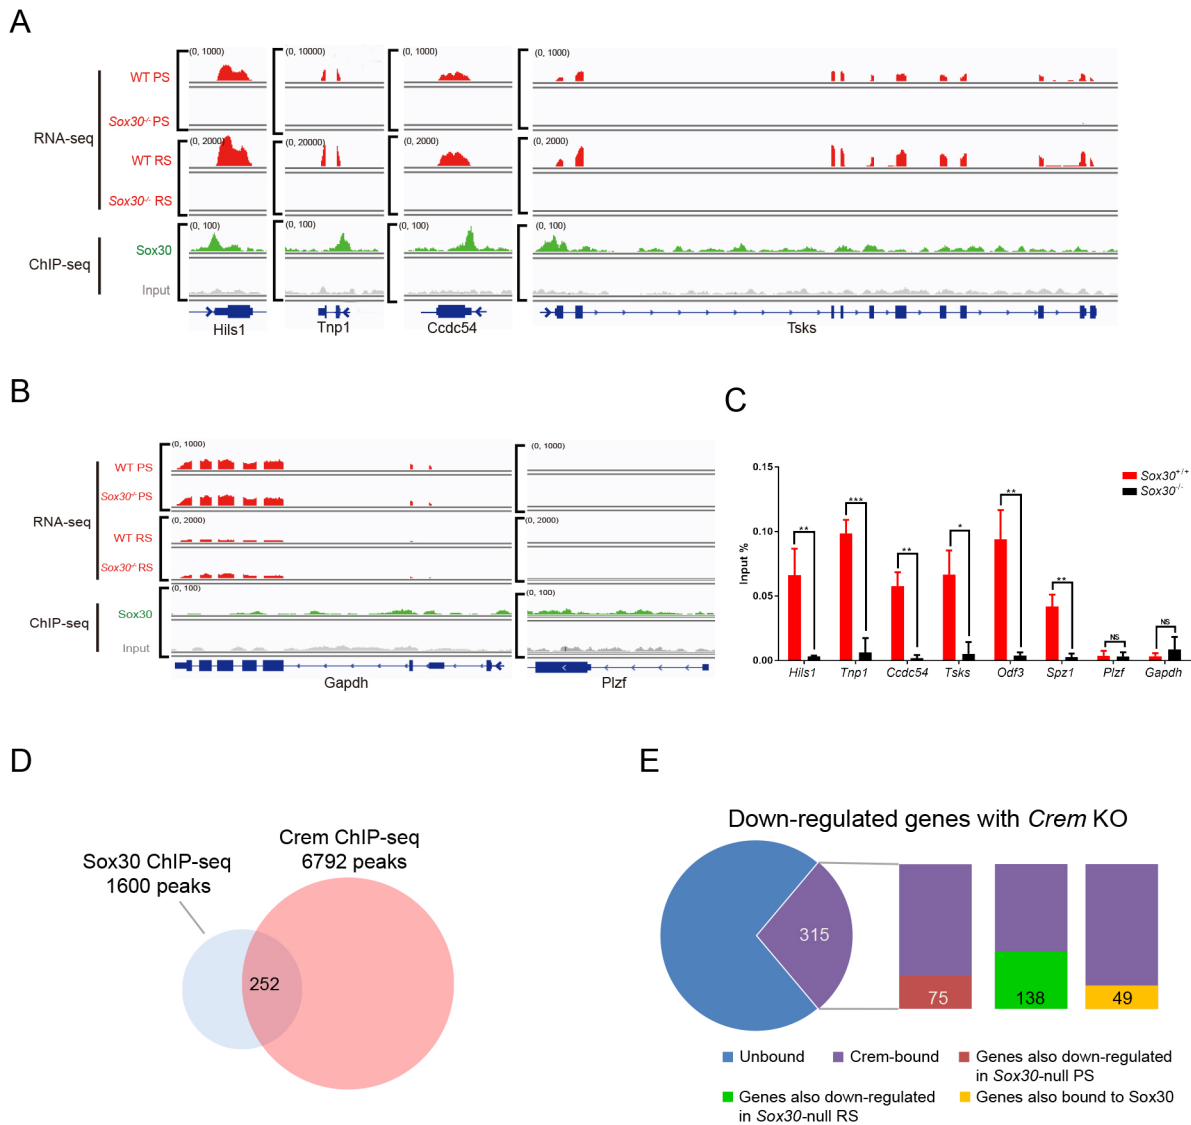 A
(0, 1000) (0, 10000) (0, 1000) (0, 1000)
WT PS
Sox30-/- PS
RNA-seq
(0, 2000) (0, 20000) (0, 2000) (0, 2000)
WT RS
Sox30-/- RS
(0, 100) (0, 100) (0, 100) (0, 100)
Sox30
ChIP-seq
Input
Hils1 Tnp1 Ccdc54 Tsks
B
(0, 1000) (0, 1000)
WT PS
Sox30-/- PS
RNA-seq
(0, 2000) (0, 2000)
WT RS
Sox30-/- RS
(0, 100) (0, 100)
Sox30
ChIP-seq
Input
Gapdh Plzf
C
Sox30+/+
Sox30-/-
Input %
0.15
0.10
0.05
0.00
** *** ** * ** ** NS NS
Hils1 Tnp1 Ccdc54 Tsks Odf3 Spz1 Plzf Gapdh
D
Sox30 ChIP-seq
1600 peaks
Crem ChIP-seq
6792 peaks
252
E
Down-regulated genes with Crem KO
315
75 138 49
Unbound
Crem-bound
Genes also down-regulated
in Sox30-null PS
Genes also down-regulated
in Sox30-null RS
Genes also bound to Sox30